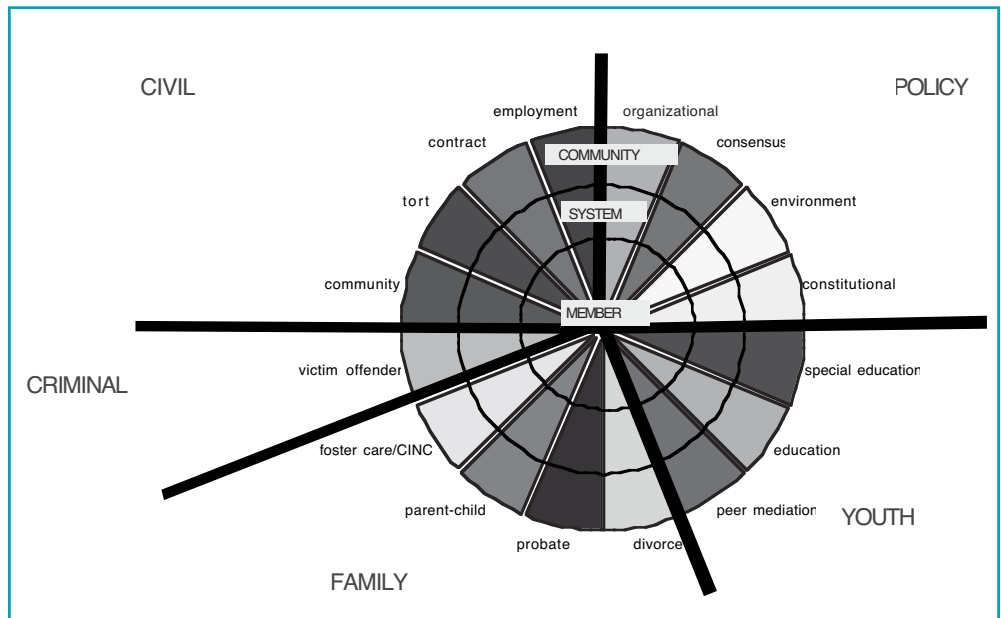 CIVIL
POLICY
employment
organizational
contract
consensus
COMMUNITY
tort
environment
SYSTEM
community
constitutional
MEMBER
CRIMINAL
victim offender
special education
foster care/CINC
education
parent-child
peer mediation
YOUTH
probate
divorce
FAMILY